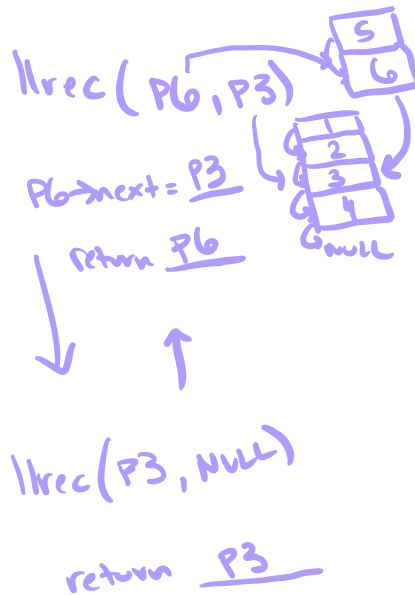 llrec(P6, P3)
5
6
1
2
3
4
NULL
P6→next = P3
return P6
llrec(P3, NULL)
return P3